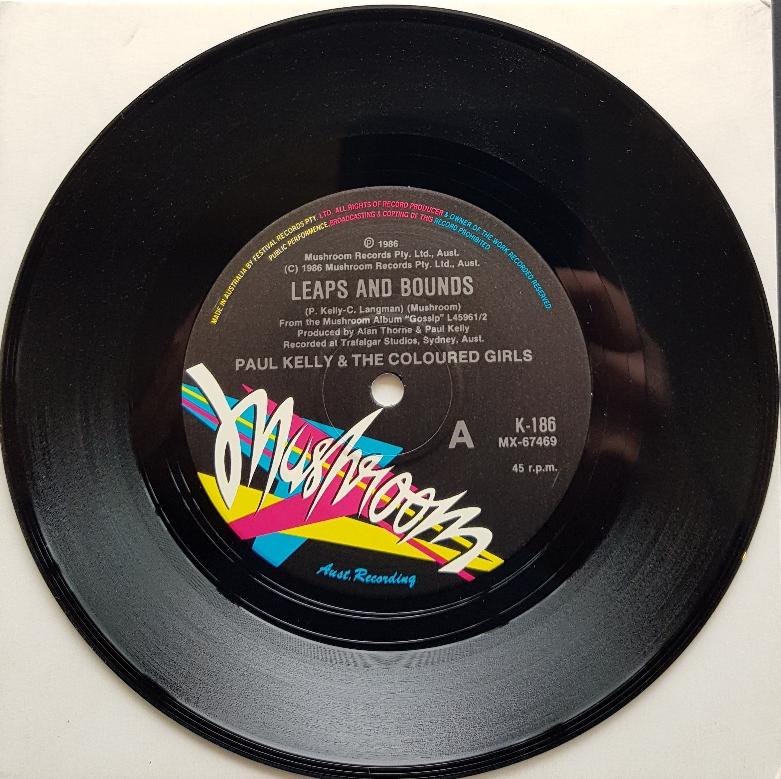 MADE IN AUSTRALIA BY FESTIVAL RECORDS PTY. LTD. ALL RIGHTS OF RECORD PRODUCER & OWNER OF THE WORK RECORDED RESERVED.
PUBLIC PERFORMENCE, BROADCASTING & COPING OF THIS RECORD PROHIBITED
℗ 1986
Mushroom Records Pty. Ltd., Aust.
(C) 1986 Mushroom Records Pty. Ltd., Aust.
LEAPS AND BOUNDS
(P. Kelly-C. Langman) (Mushroom)
From the Mushroom Album "Gossip" L45961/2
Produced by Alan Thorne & Paul Kelly
Recorded at Trafalgar Studios, Sydney, Aust.
PAUL KELLY & THE COLOURED GIRLS
A
K-186
MX-67469
45 r.p.m.
Mushroom
Aust. Recording